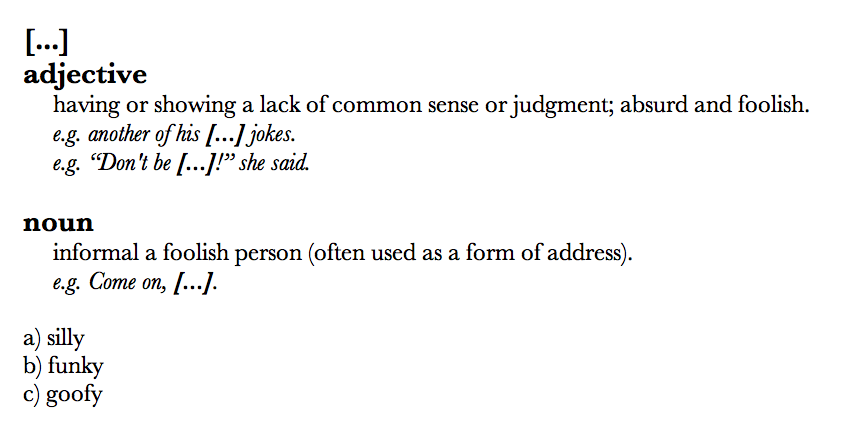 [...]
adjective
having or showing a lack of common sense or judgment; absurd and foolish.
e.g. another of his [...] jokes.
e.g. “Don't be [...]!” she said.
noun
informal a foolish person (often used as a form of address).
e.g. Come on, [...].
a) silly
b) funky
c) goofy